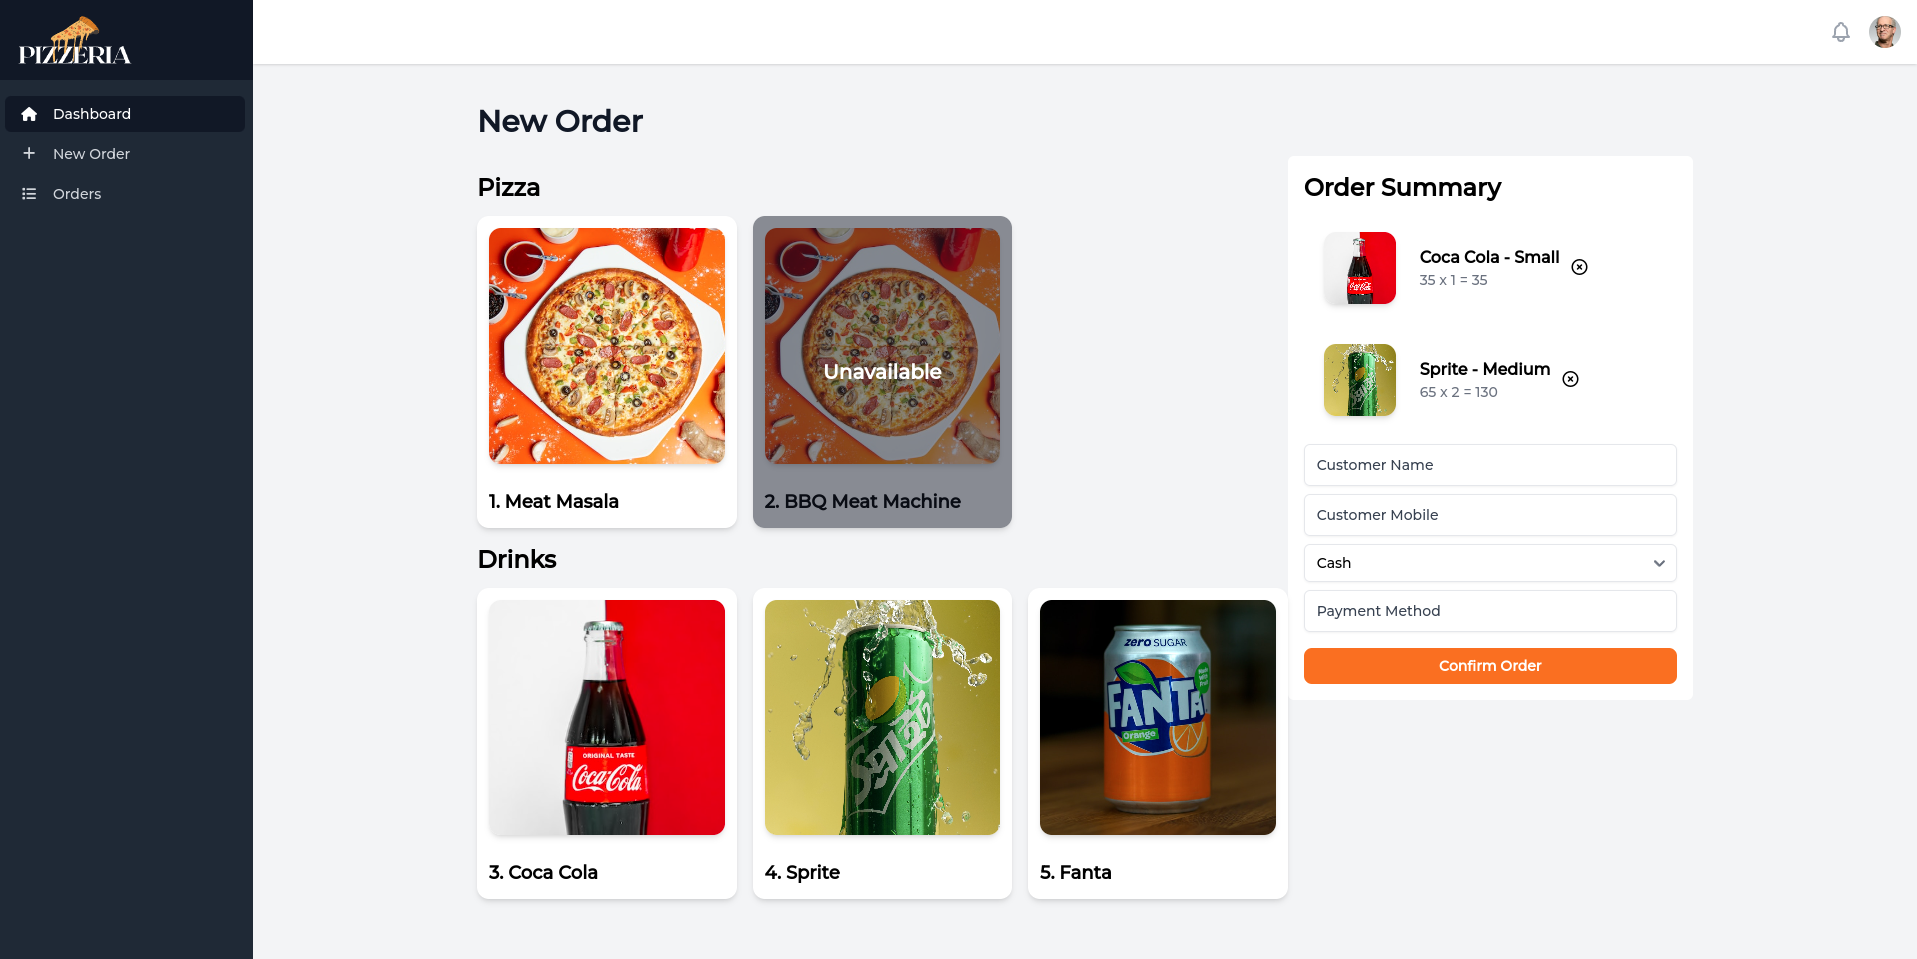 PIZZERIA
Dashboard
New Order
Orders
New Order
Pizza
Unavailable
1. Meat Masala
2. BBQ Meat Machine
Drinks
ORIGINAL TASTE
Coca-Cola
3. Coca Cola
Sprite
4. Sprite
zero SUGAR
FANTA
Orange
5. Fanta
Order Summary
Coca Cola - Small
35 x 1 = 35
Sprite - Medium
65 x 2 = 130
Customer Name
Customer Mobile
Cash
Payment Method
Confirm Order